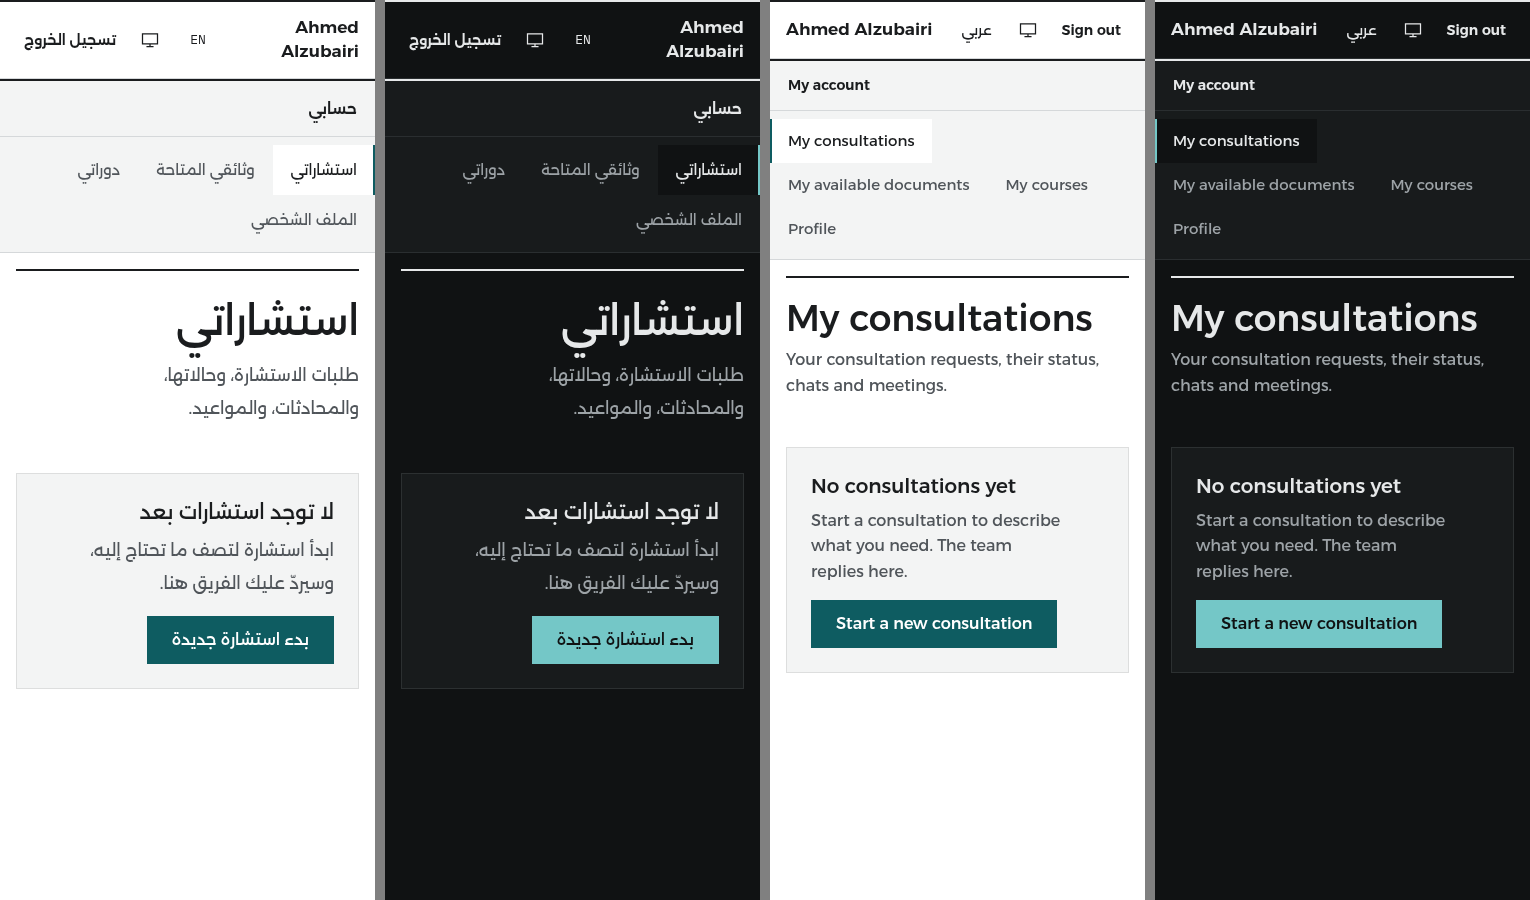 Ahmed
Alzubairi
EN
تسجيل الخروج
حسابي
استشاراتي
وثائقي المتاحة
دوراتي
الملف الشخصي
استشاراتي
طلبات الاستشارة، وحالاتها،
والمحادثات، والمواعيد.
لا توجد استشارات بعد
ابدأ استشارة لتصف ما تحتاج إليه،
وسيردّ عليك الفريق هنا.
بدء استشارة جديدة
Ahmed
Alzubairi
EN
تسجيل الخروج
حسابي
استشاراتي
وثائقي المتاحة
دوراتي
الملف الشخصي
استشاراتي
طلبات الاستشارة، وحالاتها،
والمحادثات، والمواعيد.
لا توجد استشارات بعد
ابدأ استشارة لتصف ما تحتاج إليه،
وسيردّ عليك الفريق هنا.
بدء استشارة جديدة
Ahmed Alzubairi
عربي
Sign out
My account
My consultations
My available documents
My courses
Profile
My consultations
Your consultation requests, their status,
chats and meetings.
No consultations yet
Start a consultation to describe
what you need. The team
replies here.
Start a new consultation
Ahmed Alzubairi
عربي
Sign out
My account
My consultations
My available documents
My courses
Profile
My consultations
Your consultation requests, their status,
chats and meetings.
No consultations yet
Start a consultation to describe
what you need. The team
replies here.
Start a new consultation